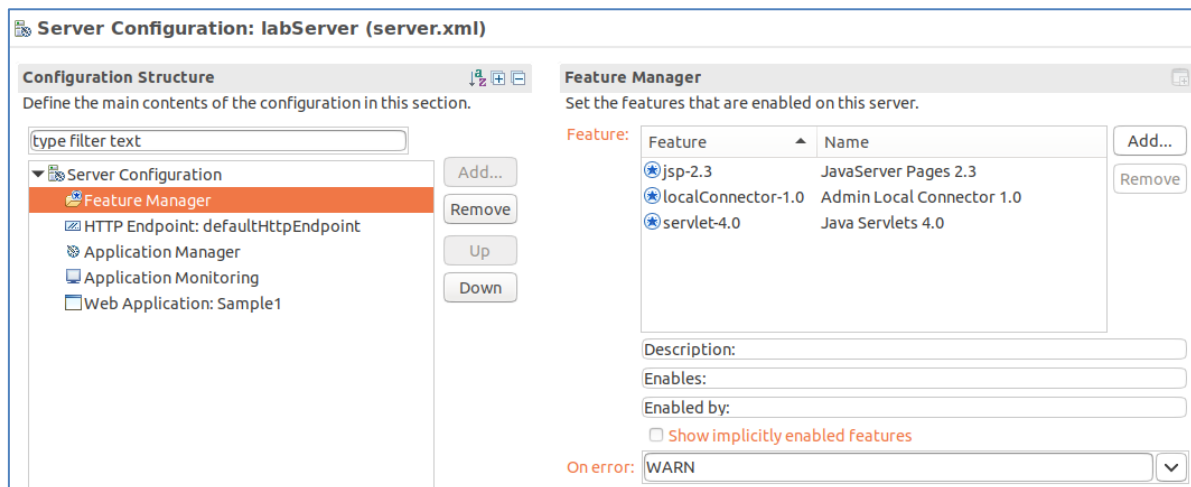 Server Configuration: labServer (server.xml)
Configuration Structure
Define the main contents of the configuration in this section.
type filter text
Server Configuration
Feature Manager
HTTP Endpoint: defaultHttpEndpoint
Application Manager
Application Monitoring
Web Application: Sample1
Add...
Remove
Up
Down
Feature Manager
Set the features that are enabled on this server.
Feature:
Feature Name
jsp-2.3 JavaServer Pages 2.3
localConnector-1.0 Admin Local Connector 1.0
servlet-4.0 Java Servlets 4.0
Add...
Remove
Description:
Enables:
Enabled by:
Show implicitly enabled features
On error: WARN